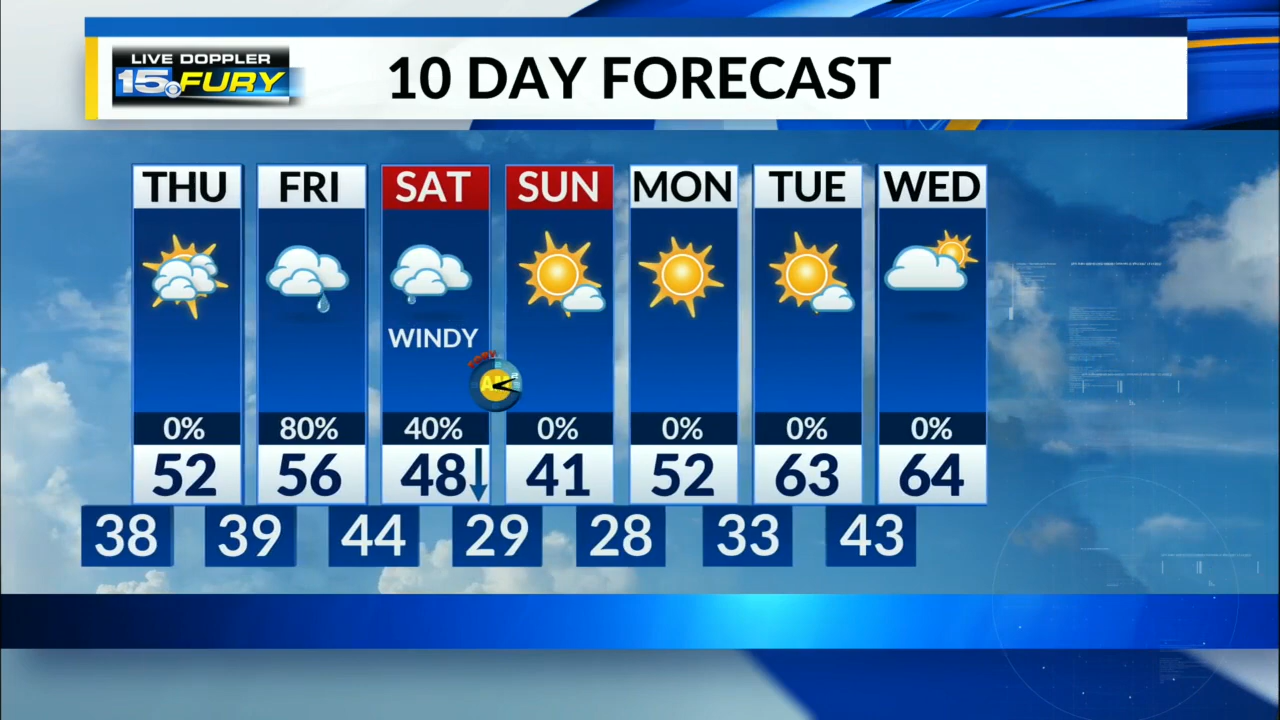 LIVE DOPPLER
15 FURY
10 DAY FORECAST
THU FRI SAT SUN MON TUE WED
WINDY
AM
0% 80% 40% 0% 0% 0% 0%
52 56 48 41 52 63 64
38 39 44 29 28 33 43